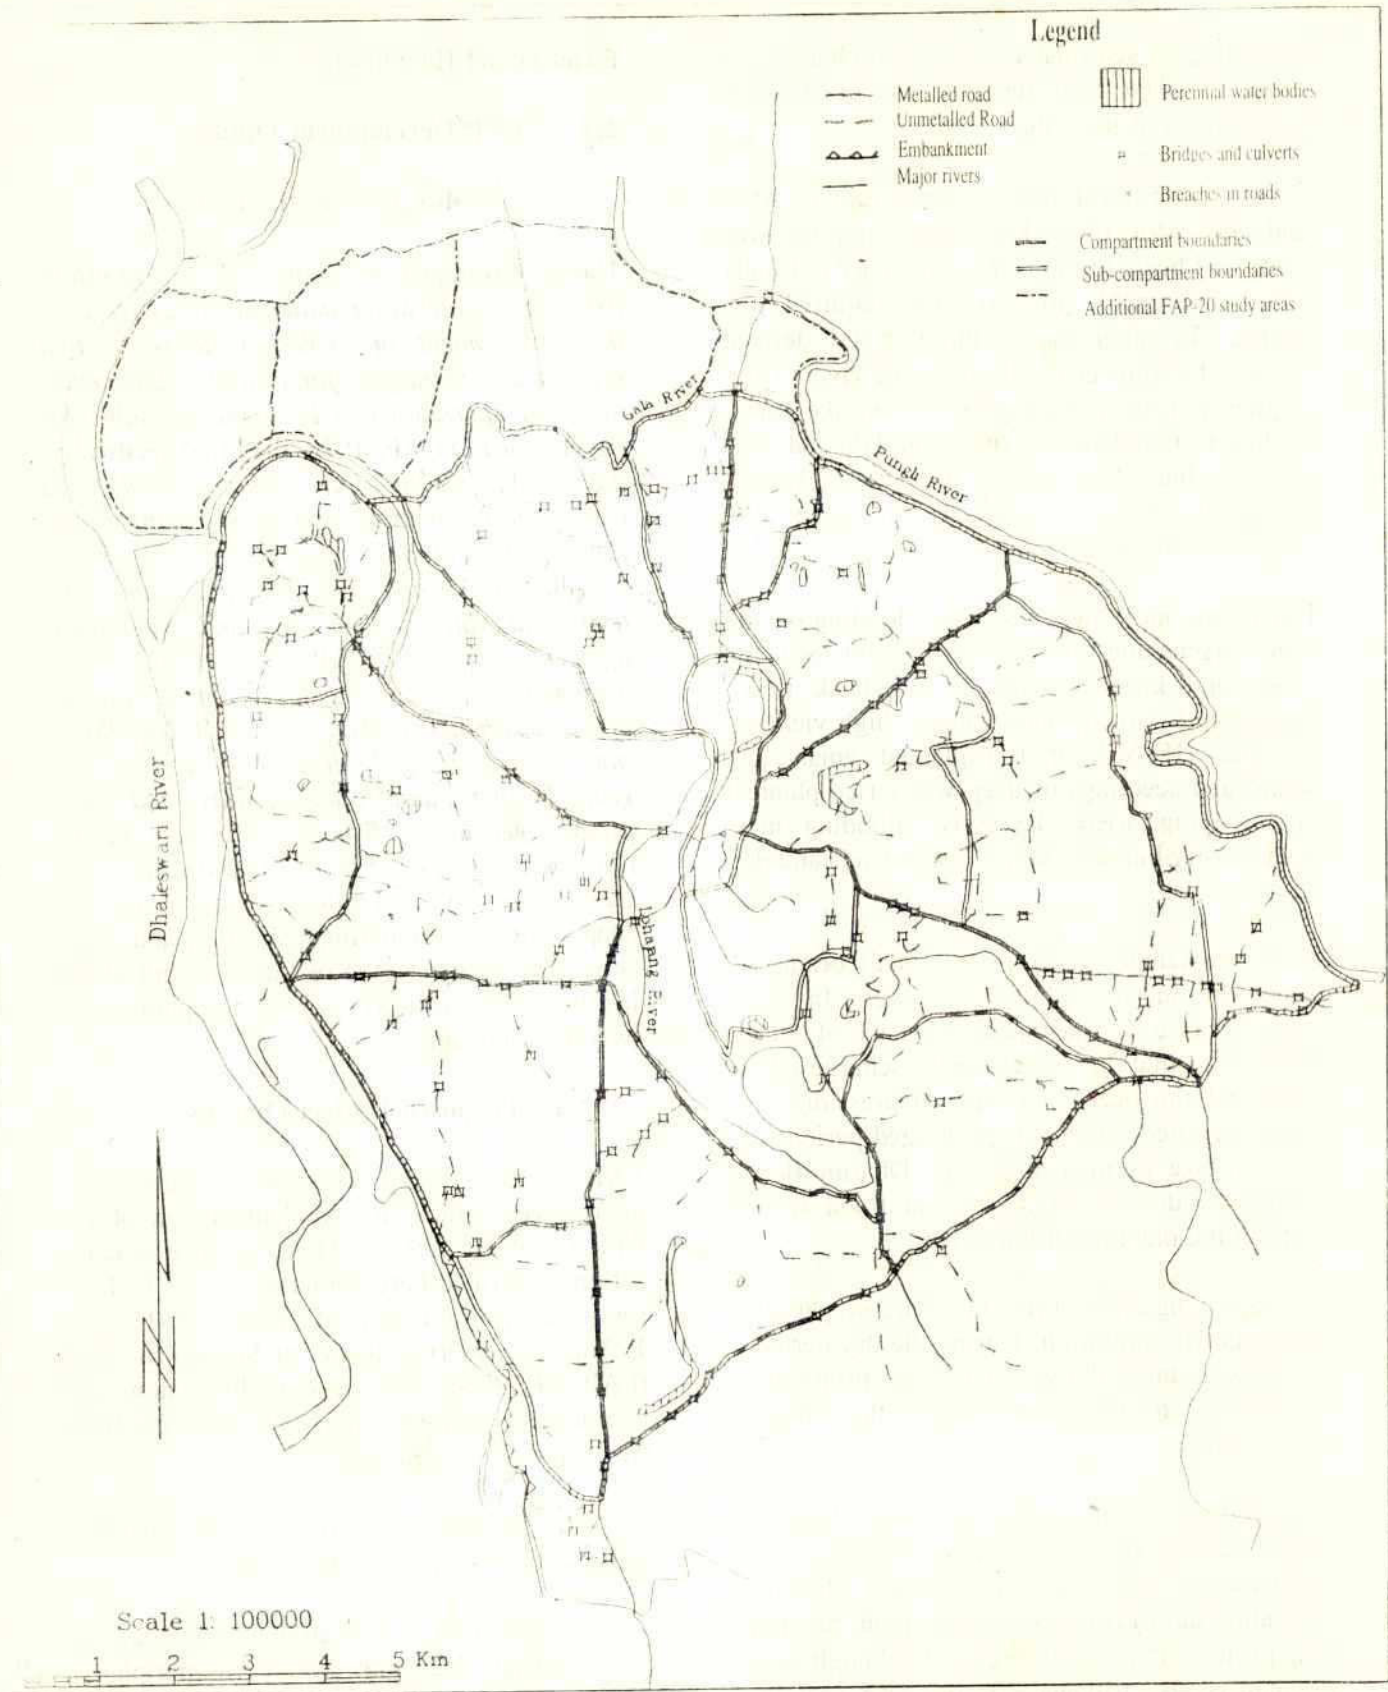 Legend
Metalled road
Unmetalled Road
Embankment
Major rivers
Perennial water bodies
Bridges and culverts
Breaches in roads
Compartment boundaries
Sub-compartment boundaries
Additional FAP-20 study areas
Gala River
Pungli River
Dhaleswari River
Lohajang River
N
Scale 1: 100000
1 2 3 4 5 Km